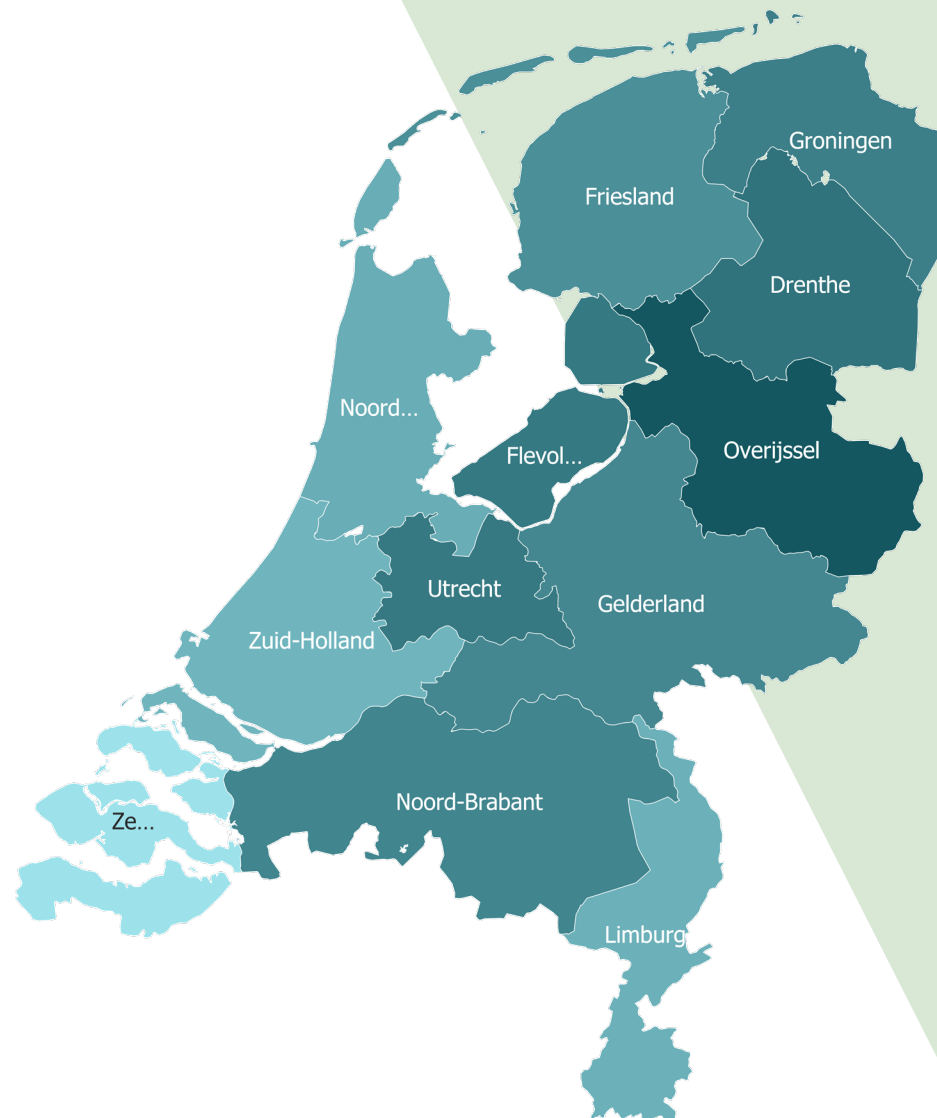 Groningen
Friesland
Drenthe
Noord...
Overijssel
Flevol...
Utrecht
Gelderland
Zuid-Holland
Noord-Brabant
Ze...
Limburg